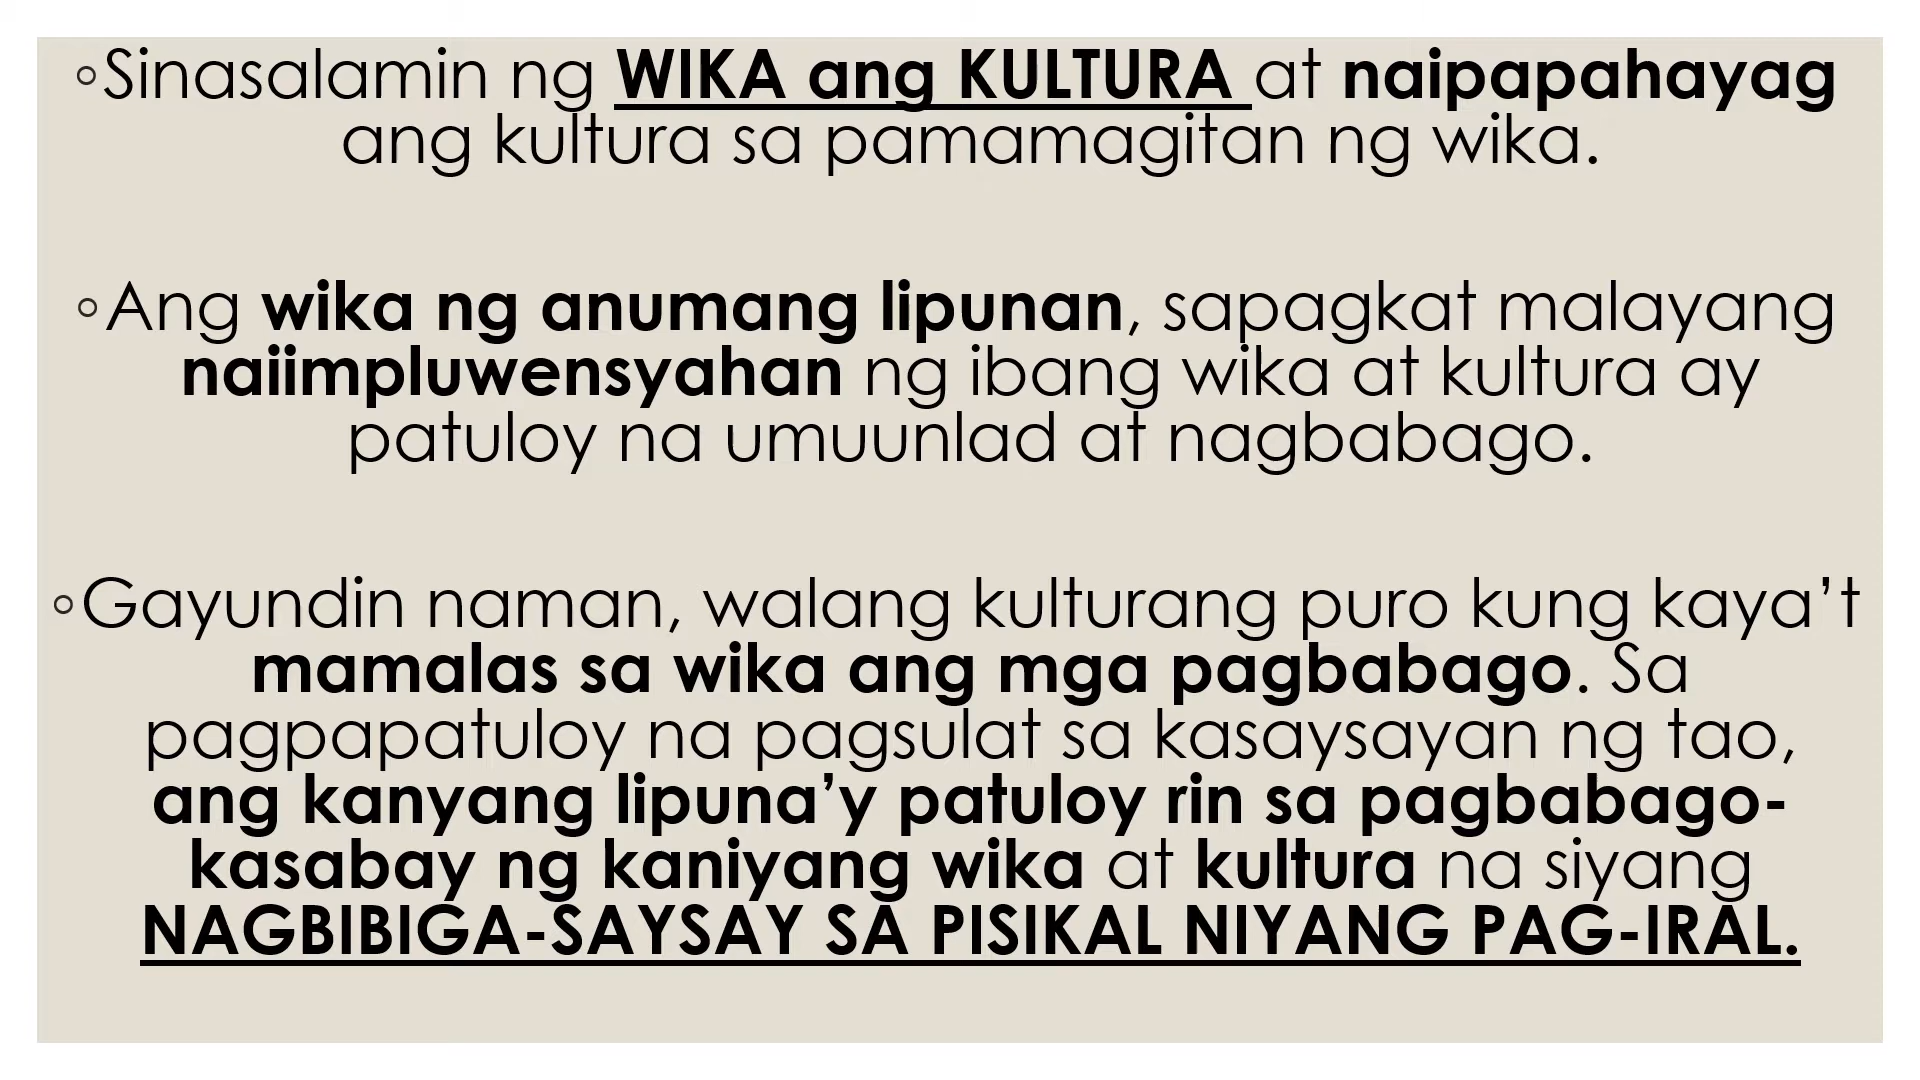 ◦Sinasalamin ng WIKA ang KULTURA at naipapahayag
ang kultura sa pamamagitan ng wika.
◦Ang wika ng anumang lipunan, sapagkat malayang
naiimpluwensyahan ng ibang wika at kultura ay
patuloy na umuunlad at nagbabago.
◦Gayundin naman, walang kulturang puro kung kaya’t
mamalas sa wika ang mga pagbabago. Sa
pagpapatuloy na pagsulat sa kasaysayan ng tao,
ang kanyang lipuna’y patuloy rin sa pagbabago-
kasabay ng kaniyang wika at kultura na siyang
NAGBIBIGA-SAYSAY SA PISIKAL NIYANG PAG-IRAL.